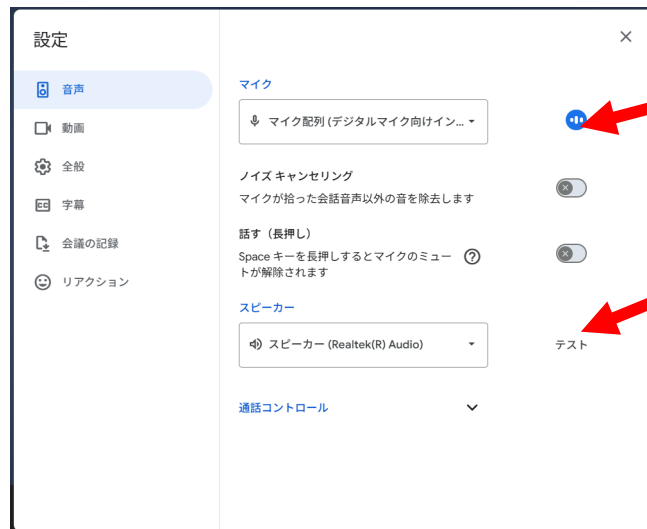 設定
音声
動画
全般
字幕
会議の記録
リアクション
マイク
マイク配列 (デジタルマイク向けイン...
ノイズ キャンセリング
マイクが拾った会話音声以外の音を除去します
話す（長押し）
Space キーを長押しするとマイクのミュー
トが解除されます
スピーカー
スピーカー (Realtek(R) Audio)
テスト
通話コントロール